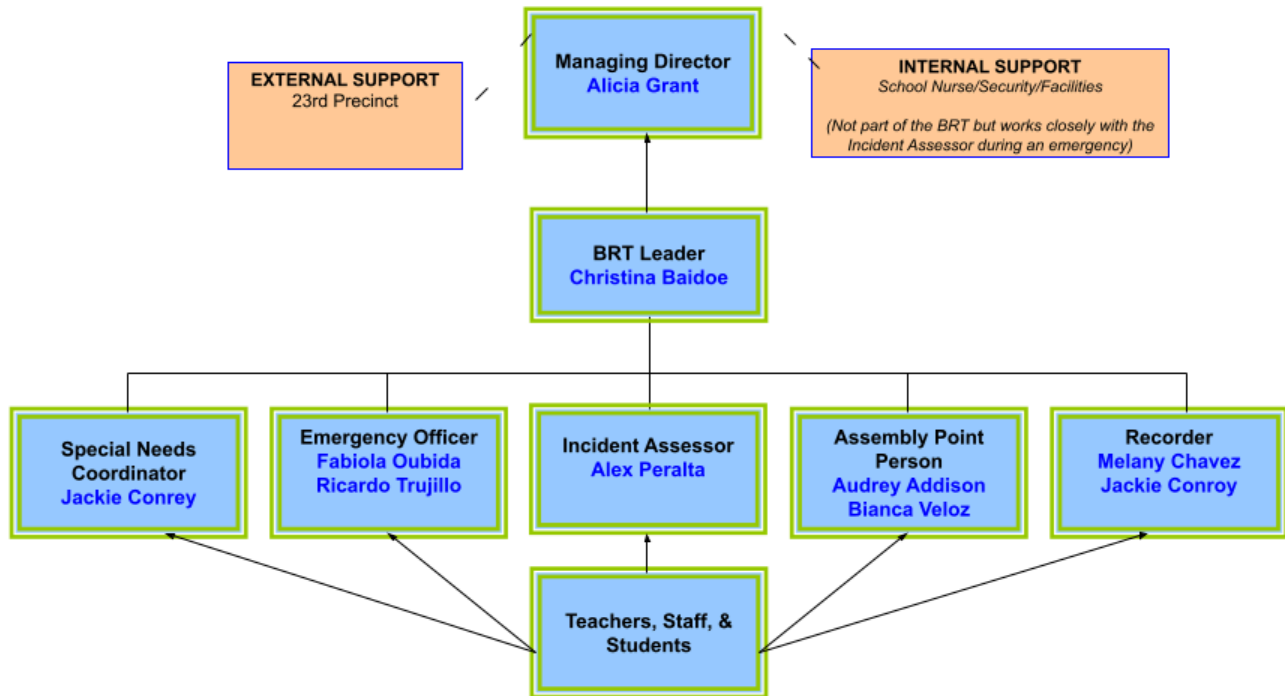 Managing Director
Alicia Grant
EXTERNAL SUPPORT
23rd Precinct
INTERNAL SUPPORT
School Nurse/Security/Facilities
(Not part of the BRT but works closely with the
Incident Assessor during an emergency)
BRT Leader
Christina Baidoe
Special Needs
Coordinator
Jackie Conrey
Emergency Officer
Fabiola Oubida
Ricardo Trujillo
Incident Assessor
Alex Peralta
Assembly Point
Person
Audrey Addison
Bianca Veloz
Recorder
Melany Chavez
Jackie Conroy
Teachers, Staff, &
Students